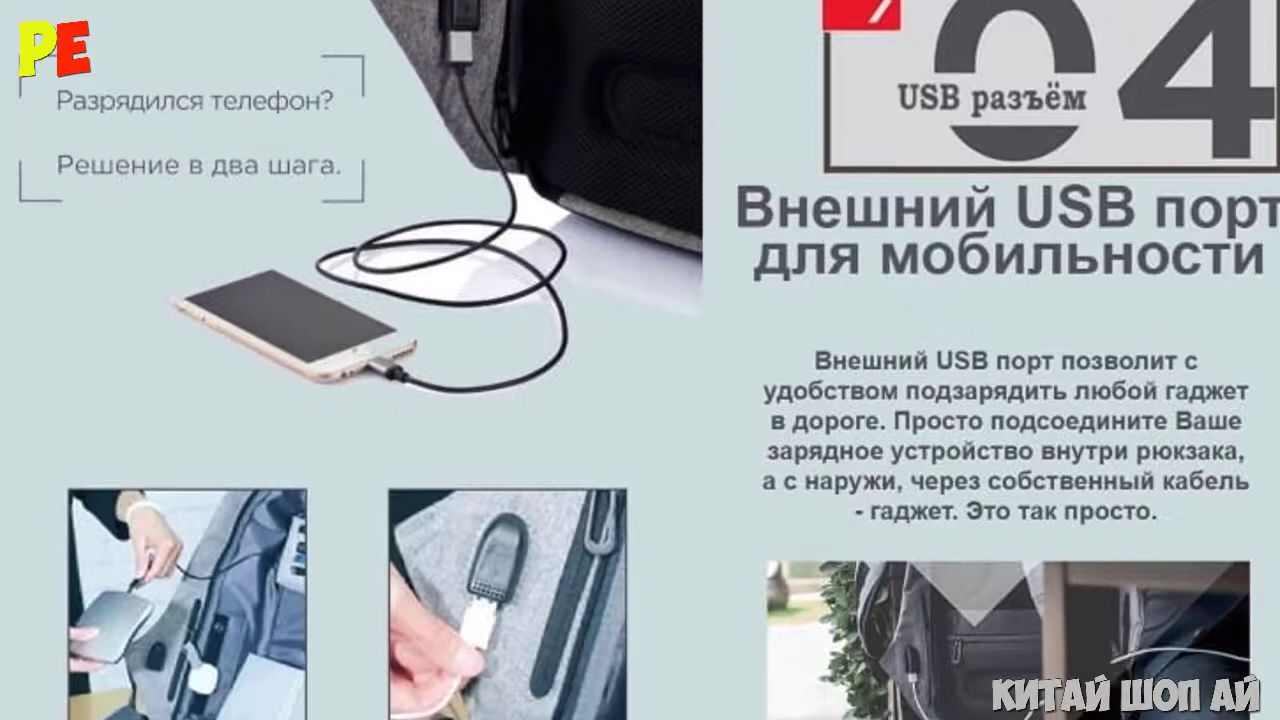 PE
Разрядился телефон?
Решение в два шага.
04
USB разъём
Внешний USB порт
для мобильности
Внешний USB порт позволит с
удобством подзарядить любой гаджет
в дороге. Просто подсоедините Ваше
зарядное устройство внутри рюкзака,
а с наружи, через собственный кабель
- гаджет. Это так просто.
КИТАЙ ШОП АЙ